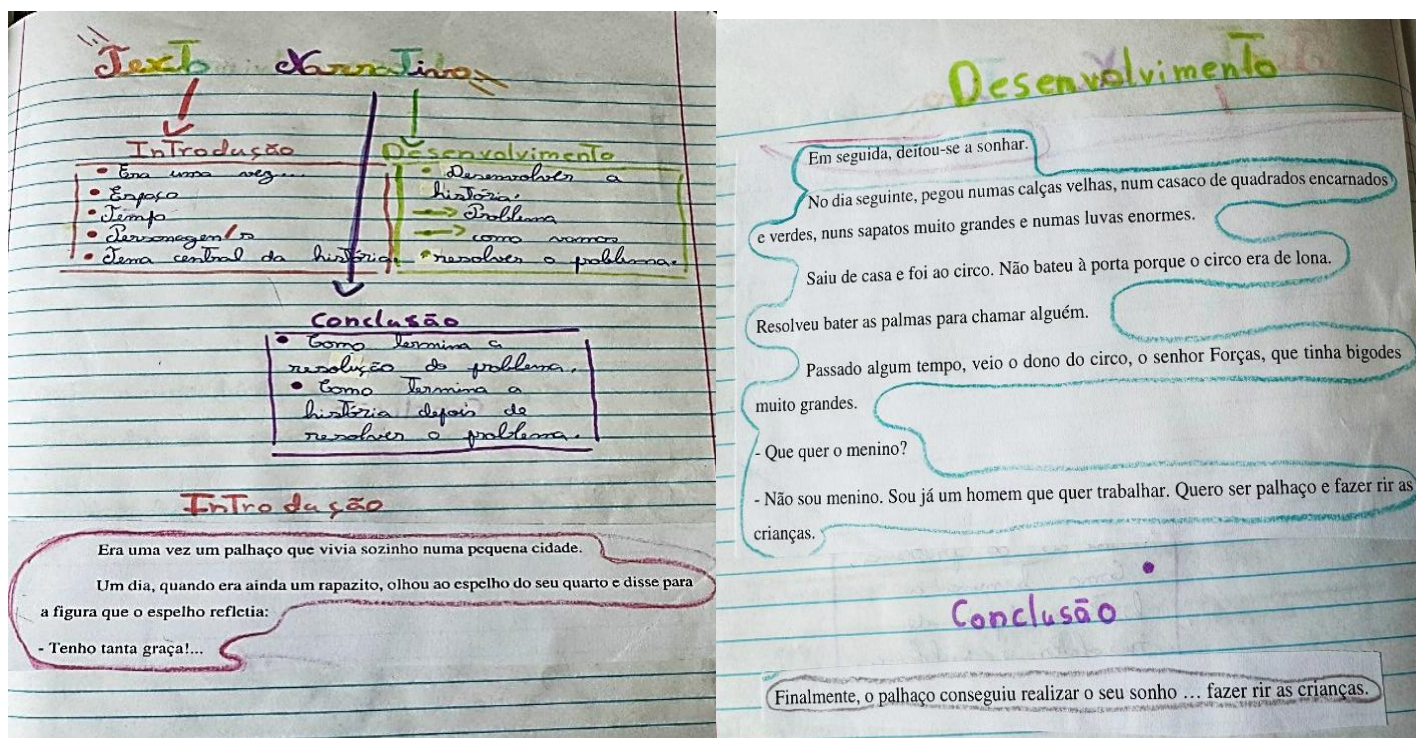 Texto Narrativo
Introdução
• Era uma vez...
• Espaço
• Tempo
• Personagem/s
• Tema central da história.
Desenvolvimento
• Desenvolver a
história.
→ Problema
→ como vamos
resolver o problema.
Conclusão
• Como termina a
resolução do problema.
• Como termina a
história depois de
resolver o problema.
Introdução
Era uma vez um palhaço que vivia sozinho numa pequena cidade.
Um dia, quando era ainda um rapazito, olhou ao espelho do seu quarto e disse para
a figura que o espelho refletia:
- Tenho tanta graça!...
Desenvolvimento
Em seguida, deitou-se a sonhar.
No dia seguinte, pegou numas calças velhas, num casaco de quadrados encarnados
e verdes, nuns sapatos muito grandes e numas luvas enormes.
Saiu de casa e foi ao circo. Não bateu à porta porque o circo era de lona.
Resolveu bater as palmas para chamar alguém.
Passado algum tempo, veio o dono do circo, o senhor Forças, que tinha bigodes
muito grandes.
- Que quer o menino?
- Não sou menino. Sou já um homem que quer trabalhar. Quero ser palhaço e fazer rir as
crianças.
Conclusão
Finalmente, o palhaço conseguiu realizar o seu sonho ... fazer rir as crianças.